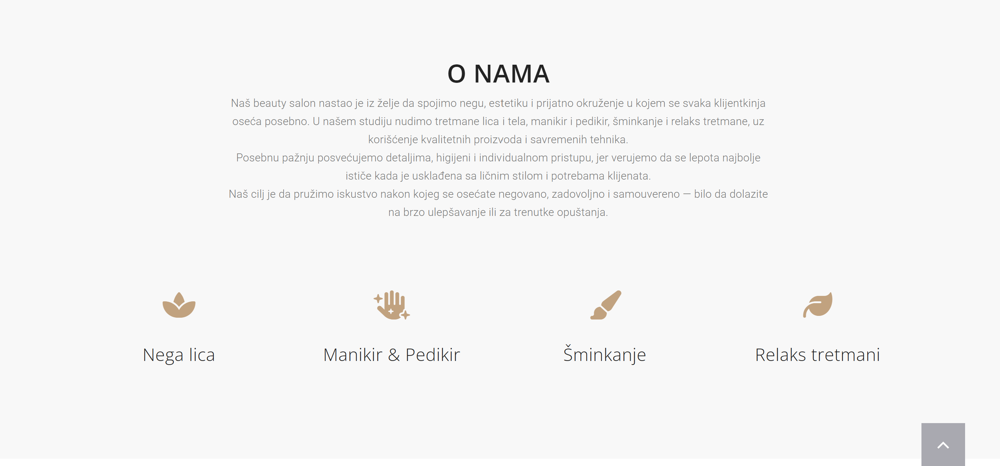 O NAMA
Naš beauty salon nastao je iz želje da spojimo negu, estetiku i prijatno okruženje u kojem se svaka klijentkinja
oseća posebno. U našem studiju nudimo tretmane lica i tela, manikir i pedikir, šminkanje i relaks tretmane, uz
korišćenje kvalitetnih proizvoda i savremenih tehnika.
Posebnu pažnju posvećujemo detaljima, higijeni i individualnom pristupu, jer verujemo da se lepota najbolje
ističe kada je usklađena sa ličnim stilom i potrebama klijenata.
Naš cilj je da pružimo iskustvo nakon kojeg se osećate negovano, zadovoljno i samouvereno — bilo da dolazite
na brzo ulepšavanje ili za trenutke opuštanja.
Nega lica
Manikir & Pedikir
Šminkanje
Relaks tretmani